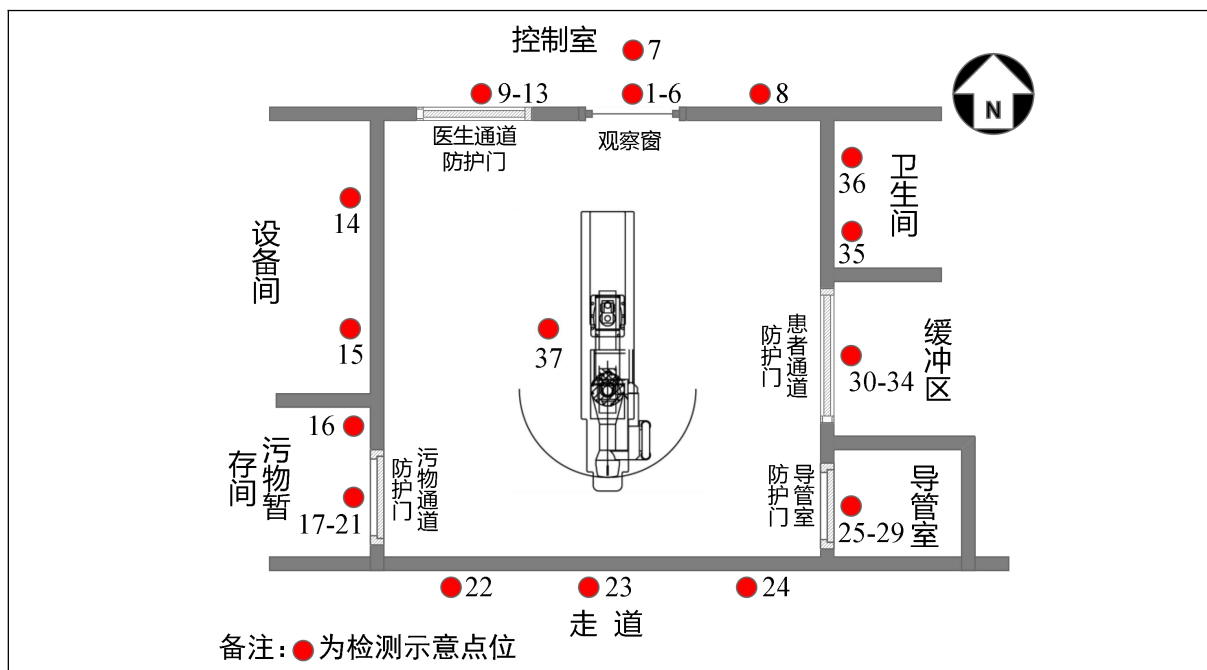 控制室
7
9-13
1-6
8
N
医生通道
防护门
观察窗
36
卫生间
35
14
设备间
15
37
患者通道
防护门
30-34
缓冲区
16
污物暂
存间
17-21
污物通道
防护门
导管室
防护门
25-29
导管室
22
23
24
走 道
备注:为检测示意点位